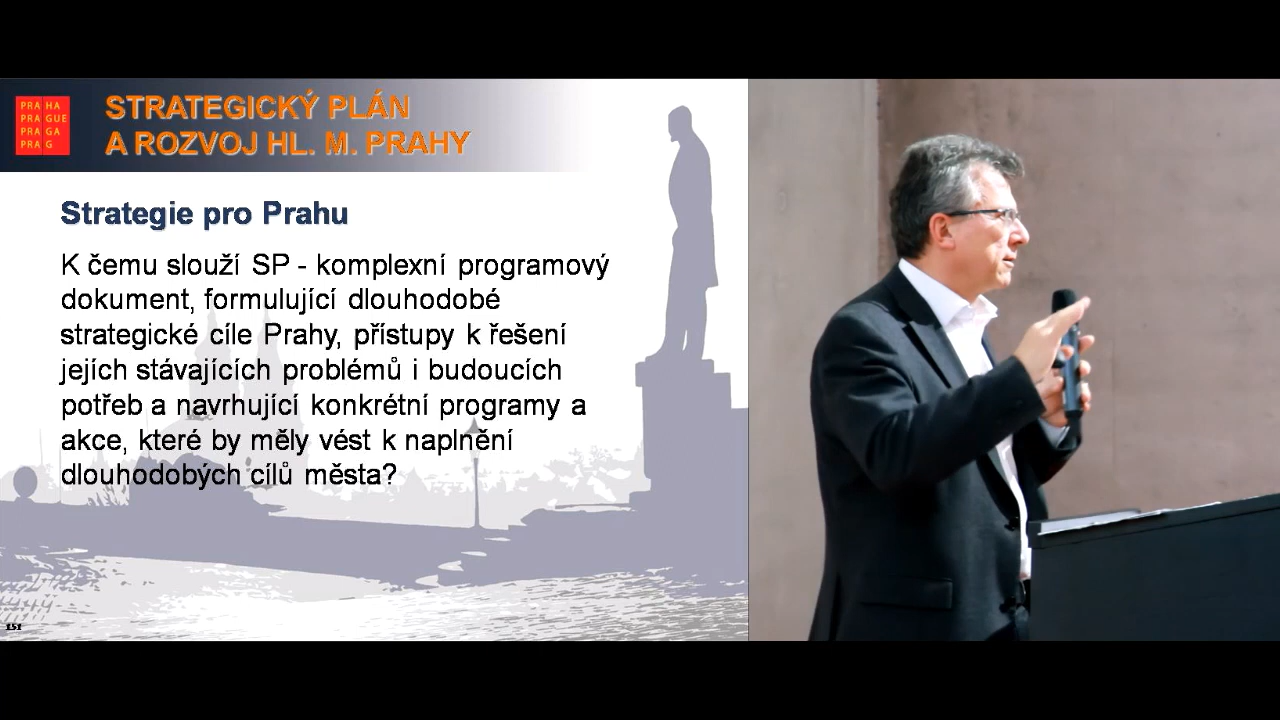 PRA HA
PRA GUE
PRA GA
PRA G
STRATEGICKÝ PLÁN
A ROZVOJ HL. M. PRAHY
Strategie pro Prahu
K čemu slouží SP - komplexní programový
dokument, formulující dlouhodobé
strategické cíle Prahy, přístupy k řešení
jejích stávajících problémů i budoucích
potřeb a navrhující konkrétní programy a
akce, které by měly vést k naplnění
dlouhodobých cílů města?